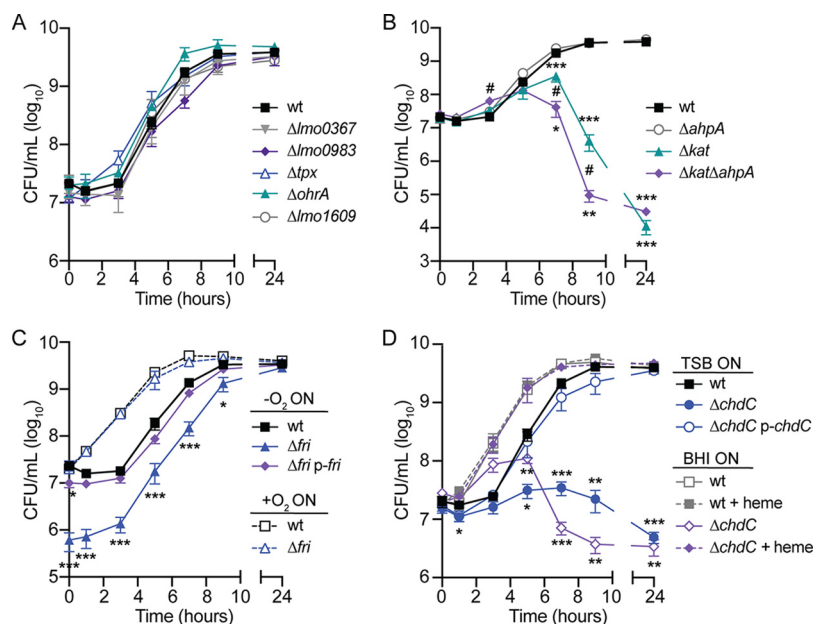 A
CFU/mL (log10)
10
9
8
7
6
0 2 4 6 8 10 24
Time (hours)
wt
Δlmo0367
Δlmo0983
Δtpx
ΔohrA
Δlmo1609
B
CFU/mL (log10)
10
9
8
7
6
5
4
3
0 2 4 6 8 10 24
Time (hours)
# *** # * *** # ** *** ***
wt
ΔahpA
Δkat
ΔkatΔahpA
C
CFU/mL (log10)
10
9
8
7
6
5
0 2 4 6 8 10 24
Time (hours)
* *** *** *** *** *** *
-O2 ON
wt
Δfri
Δfri p-fri
+O2 ON
wt
Δfri
D
CFU/mL (log10)
10
9
8
7
6
0 2 4 6 8 10 24
Time (hours)
* ** * *** *** ** ** *** **
TSB ON
wt
ΔchdC
ΔchdC p-chdC
BHI ON
wt
wt + heme
ΔchdC
ΔchdC + heme